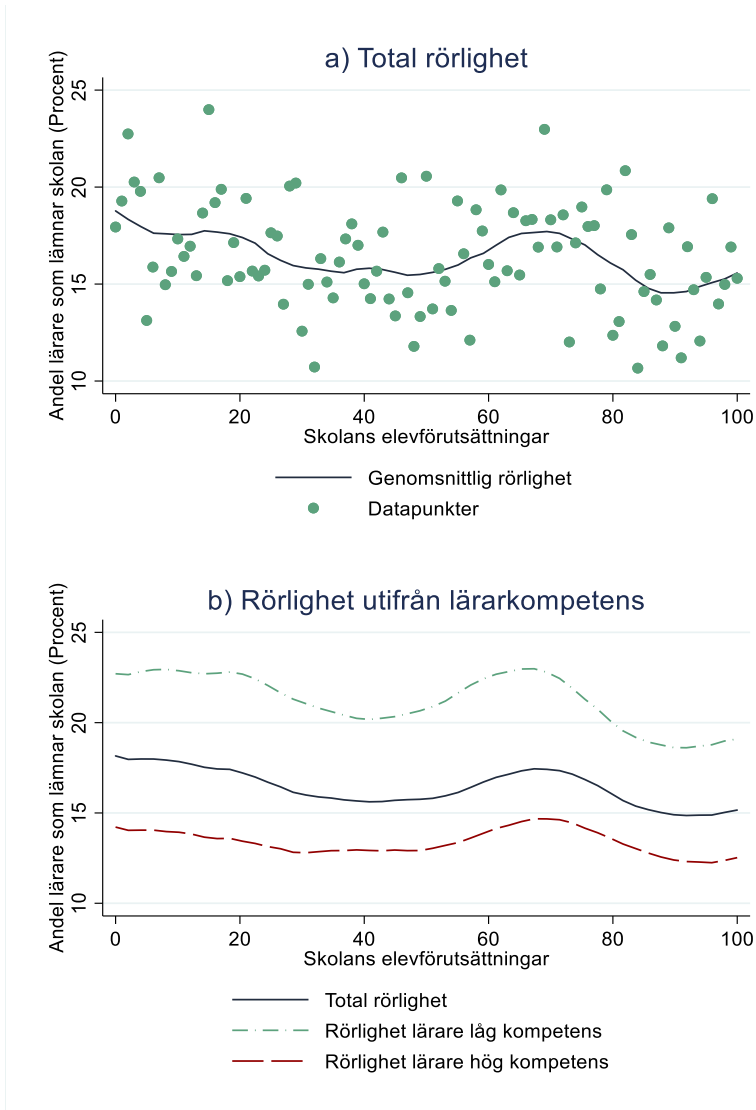 a) Total rörlighet
Andel lärare som lämnar skolan (Procent)
25
20
15
10
0 20 40 60 80 100
Skolans elevförutsättningar
Genomsnittlig rörlighet
Datapunkter
b) Rörlighet utifrån lärarkompetens
Andel lärare som lämnar skolan (Procent)
25
20
15
10
0 20 40 60 80 100
Skolans elevförutsättningar
Total rörlighet
Rörlighet lärare låg kompetens
Rörlighet lärare hög kompetens